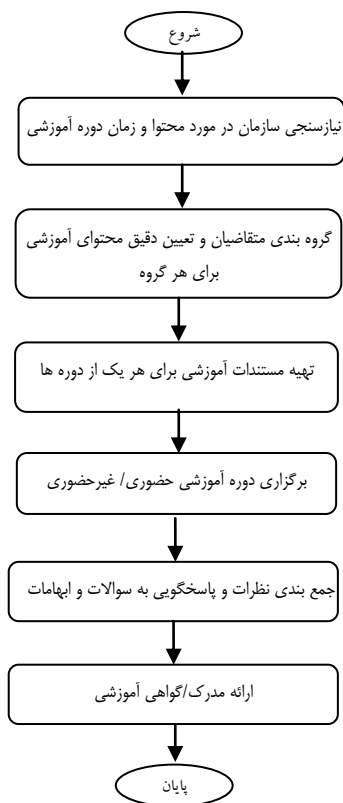 شروع
نیازسنجی سازمان در مورد محتوا و زمان دوره آموزشی
گروه بندی متقاضیان و تعیین دقیق محتوای آموزشی
برای هر گروه
تهیه مستندات آموزشی برای هر یک از دوره ها
برگزاری دوره آموزشی حضوری/ غیرحضوری
جمع بندی نظرات و پاسخگویی به سوالات و ابهامات
ارائه مدرک/گواهی آموزشی
پایان